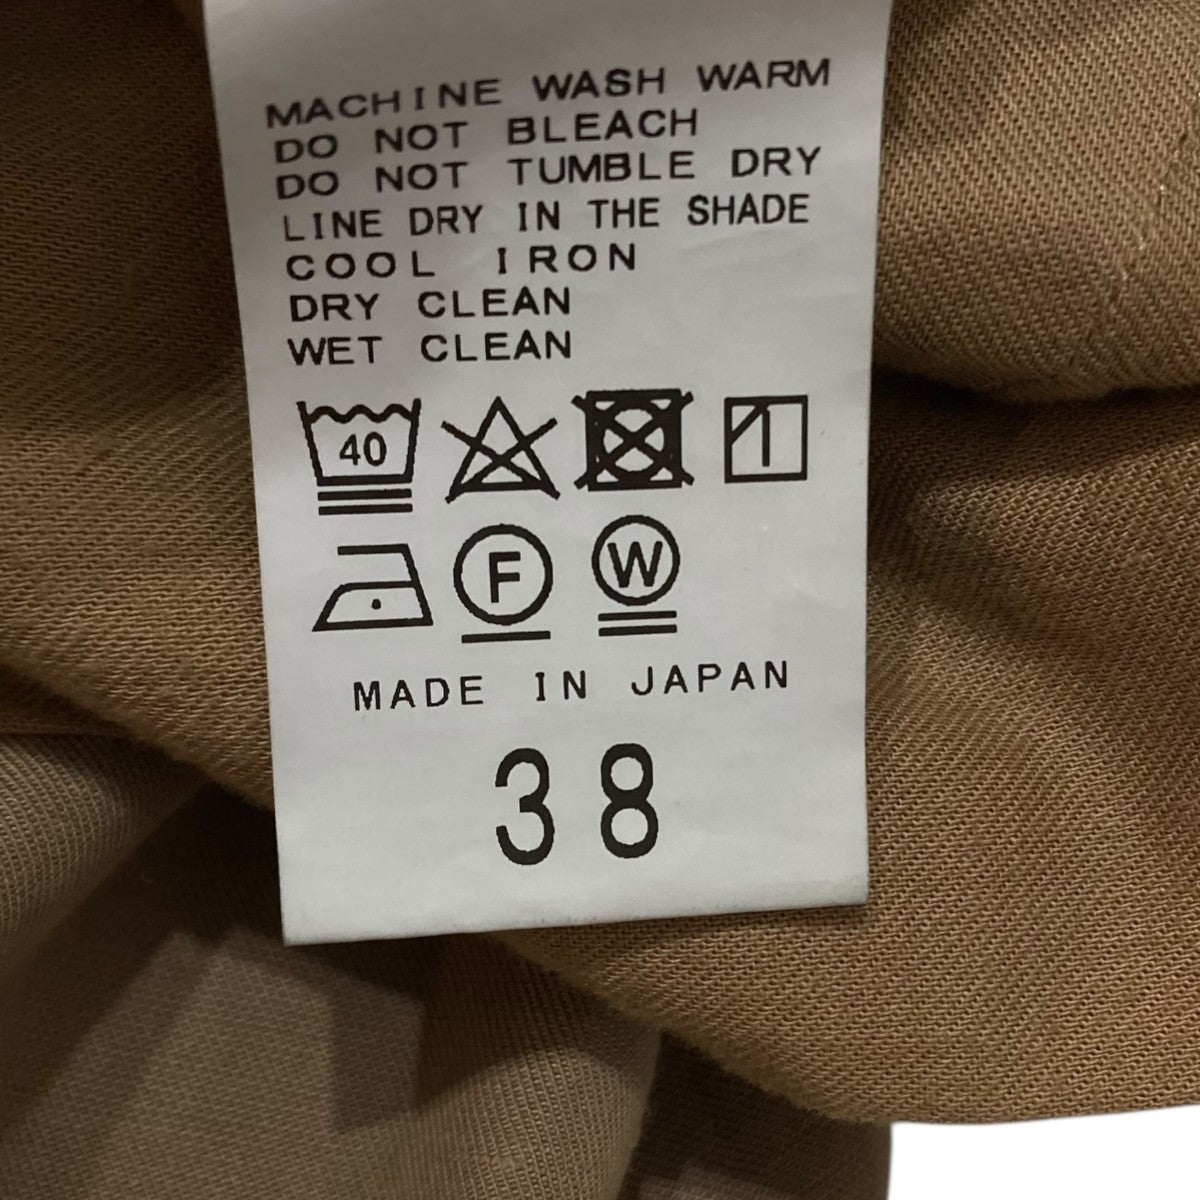 MACHINE WASH WARM
DO NOT BLEACH
DO NOT TUMBLE DRY
LINE DRY IN THE SHADE
COOL IRON
DRY CLEAN
WET CLEAN
40
F W
MADE IN JAPAN
38